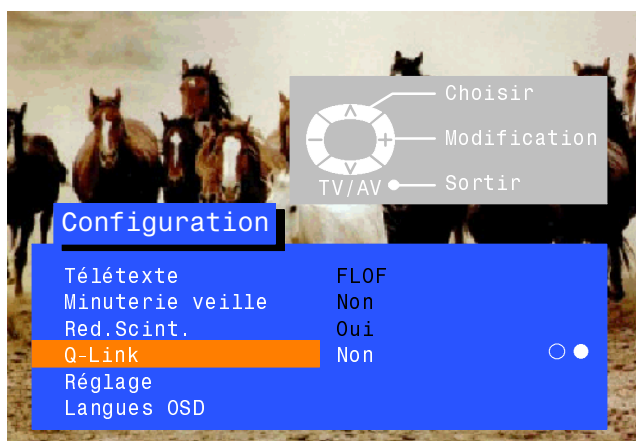 Choisir
Modification
TV/AV Sortir
Configuration
Télétexte FLOF
Minuterie veille Non
Red.Scint. Oui
Q-Link Non
Réglage
Langues OSD